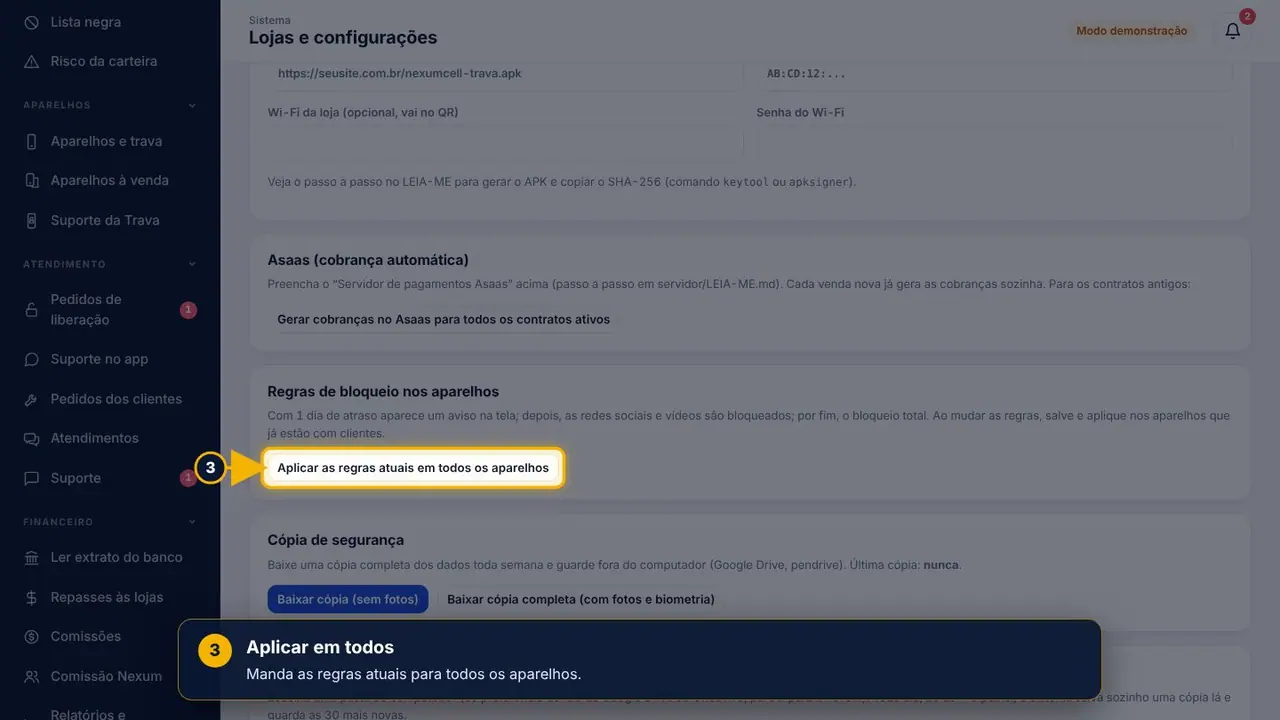 Lista negra
Risco da carteira
APARELHOS
Aparelhos e trava
Aparelhos à venda
Suporte da Trava
ATENDIMENTO
Pedidos de
liberação
1
Suporte no app
Pedidos dos clientes
Atendimentos
Suporte
1
FINANCEIRO
Ler extrato do banco
Repasses às lojas
Comissões
Comissão Nexum
Relatórios e
Sistema
Lojas e configurações
Modo demonstração
2
https://seusite.com.br/nexumcell-trava.apk
AB:CD:12:...
Wi-Fi da loja (opcional, vai no QR)
Senha do Wi-Fi
Veja o passo a passo no LEIA-ME para gerar o APK e copiar o SHA-256 (comando keytool ou apksigner).
Asaas (cobrança automática)
Preencha o “Servidor de pagamentos Asaas” acima (passo a passo em servidor/LEIA-ME.md). Cada venda nova já gera as cobranças sozinha. Para os contratos antigos:
Gerar cobranças no Asaas para todos os contratos ativos
Regras de bloqueio nos aparelhos
Com 1 dia de atraso aparece um aviso na tela; depois, as redes sociais e vídeos são bloqueados; por fim, o bloqueio total. Ao mudar as regras, salve e aplique nos aparelhos que
já estão com clientes.
3
Aplicar as regras atuais em todos os aparelhos
Cópia de segurança
Baixe uma cópia completa dos dados toda semana e guarde fora do computador (Google Drive, pendrive). Última cópia: nunca.
Baixar cópia (sem fotos)
Baixar cópia completa (com fotos e biometria)
3
Aplicar em todos
Manda as regras atuais para todos os aparelhos.
sozinho uma cópia lá e
guarda as 30 mais novas.